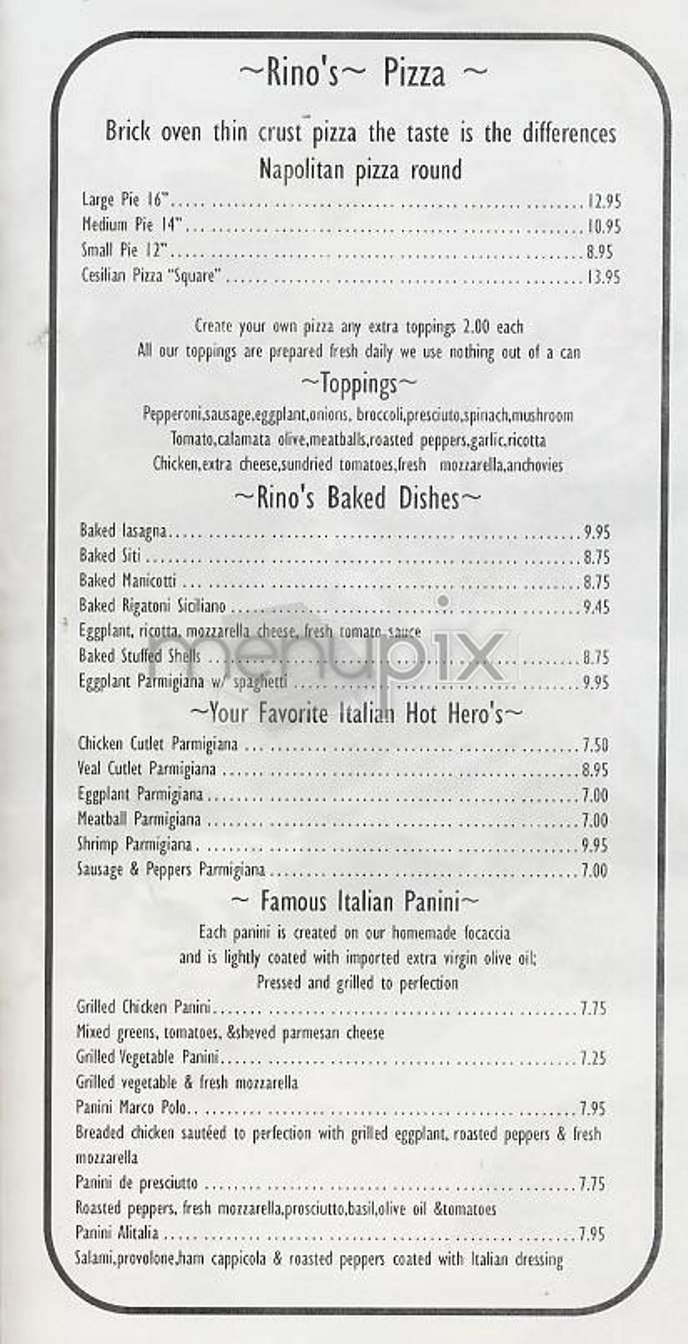 ~Rino's~ Pizza ~
Brick oven thin crust pizza the taste is the differences
Napolitan pizza round
Large Pie 16"..... 12.95
Medium Pie 14"..... 10.95
Small Pie 12"..... 8.95
Cesilian Pizza "Square"..... 13.95
Create your own pizza any extra toppings 2.00 each
All our toppings are prepared fresh daily we use nothing out of a can
~Toppings~
Pepperoni,sausage,eggplant,onions, broccoli,presciuto,spinach,mushroom
Tomato,calamata olive,meatballs,roasted peppers,garlic,ricotta
Chicken,extra cheese,sundried tomatoes,fresh mozzarella,anchovies
~Rino's Baked Dishes~
Baked lasagna..... 9.95
Baked Siti..... 8.75
Baked Manicotti..... 8.75
Baked Rigatoni Siciliano..... 9.45
Eggplant, ricotta, mozzarella cheese, fresh tomato sauce
menupix
Baked Stuffed Shells..... 8.75
Eggplant Parmigiana w/ spaghetti..... 9.95
~Your Favorite Italian Hot Hero's~
Chicken Cutlet Parmigiana..... 7.50
Veal Cutlet Parmigiana..... 8.95
Eggplant Parmigiana..... 7.00
Meatball Parmigiana..... 7.00
Shrimp Parmigiana..... 9.95
Sausage & Peppers Parmigiana..... 7.00
~ Famous Italian Panini~
Each panini is created on our homemade focaccia
and is lightly coated with imported extra virgin olive oil;
Pressed and grilled to perfection
Grilled Chicken Panini..... 7.75
Mixed greens, tomatoes, &sheved parmesan cheese
Grilled Vegetable Panini..... 7.25
Grilled vegetable & fresh mozzarella
Panini Marco Polo..... 7.95
Breaded chicken sautéed to perfection with grilled eggplant, roasted peppers & fresh
mozzarella
Panini de presciutto..... 7.75
Roasted peppers, fresh mozzarella,prosciutto,basil,olive oil &tomatoes
Panini Alitalia..... 7.95
Salami,provolone,ham cappicola & roasted peppers coated with Italian dressing